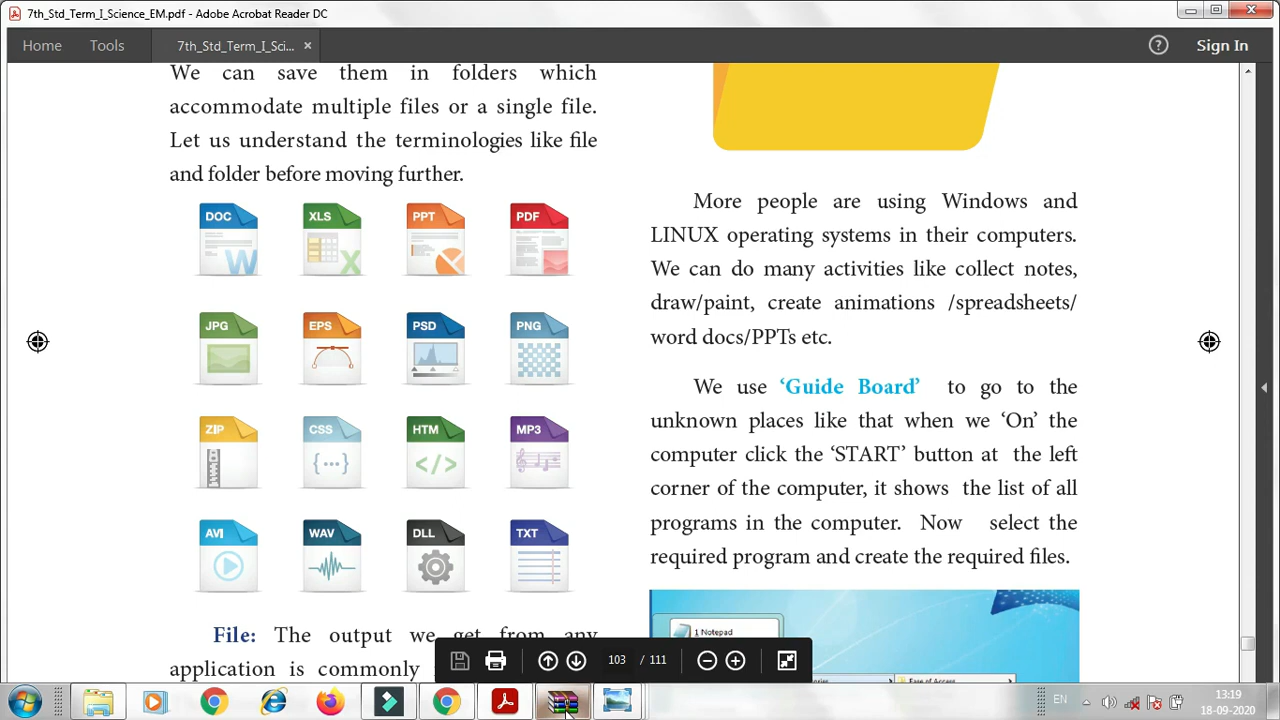 7th_Std_Term_I_Science_EM.pdf - Adobe Acrobat Reader DC
Home Tools 7th_Std_Term_I_Sci... × ? Sign In
We can save them in folders which
accommodate multiple files or a single file.
Let us understand the terminologies like file
and folder before moving further.
DOC XLS PPT PDF
W X
JPG EPS PSD PNG
ZIP CSS HTM MP3
{...} </>
AVI WAV DLL TXT
File: The output we get from any
application is commonly
More people are using Windows and
LINUX operating systems in their computers.
We can do many activities like collect notes,
draw/paint, create animations /spreadsheets/
word docs/PPTs etc.
We use ‘Guide Board’ to go to the
unknown places like that when we ‘On’ the
computer click the ‘START’ button at the left
corner of the computer, it shows the list of all
programs in the computer. Now select the
required program and create the required files.
1 Notepad
Ease of Access
103 / 111
EN
13:19
18-09-2020